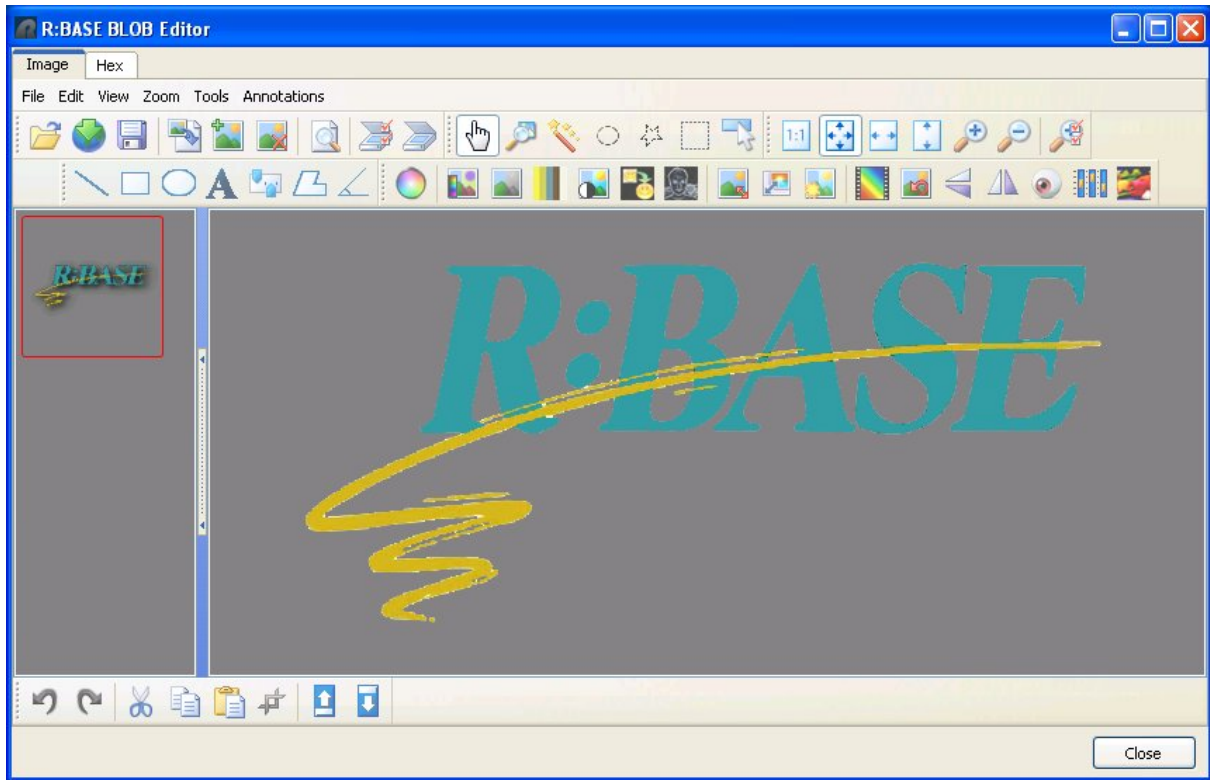 R:BASE BLOB Editor
Image Hex
File Edit View Zoom Tools Annotations
1:1
A
R:BASE
R:BASE
Close